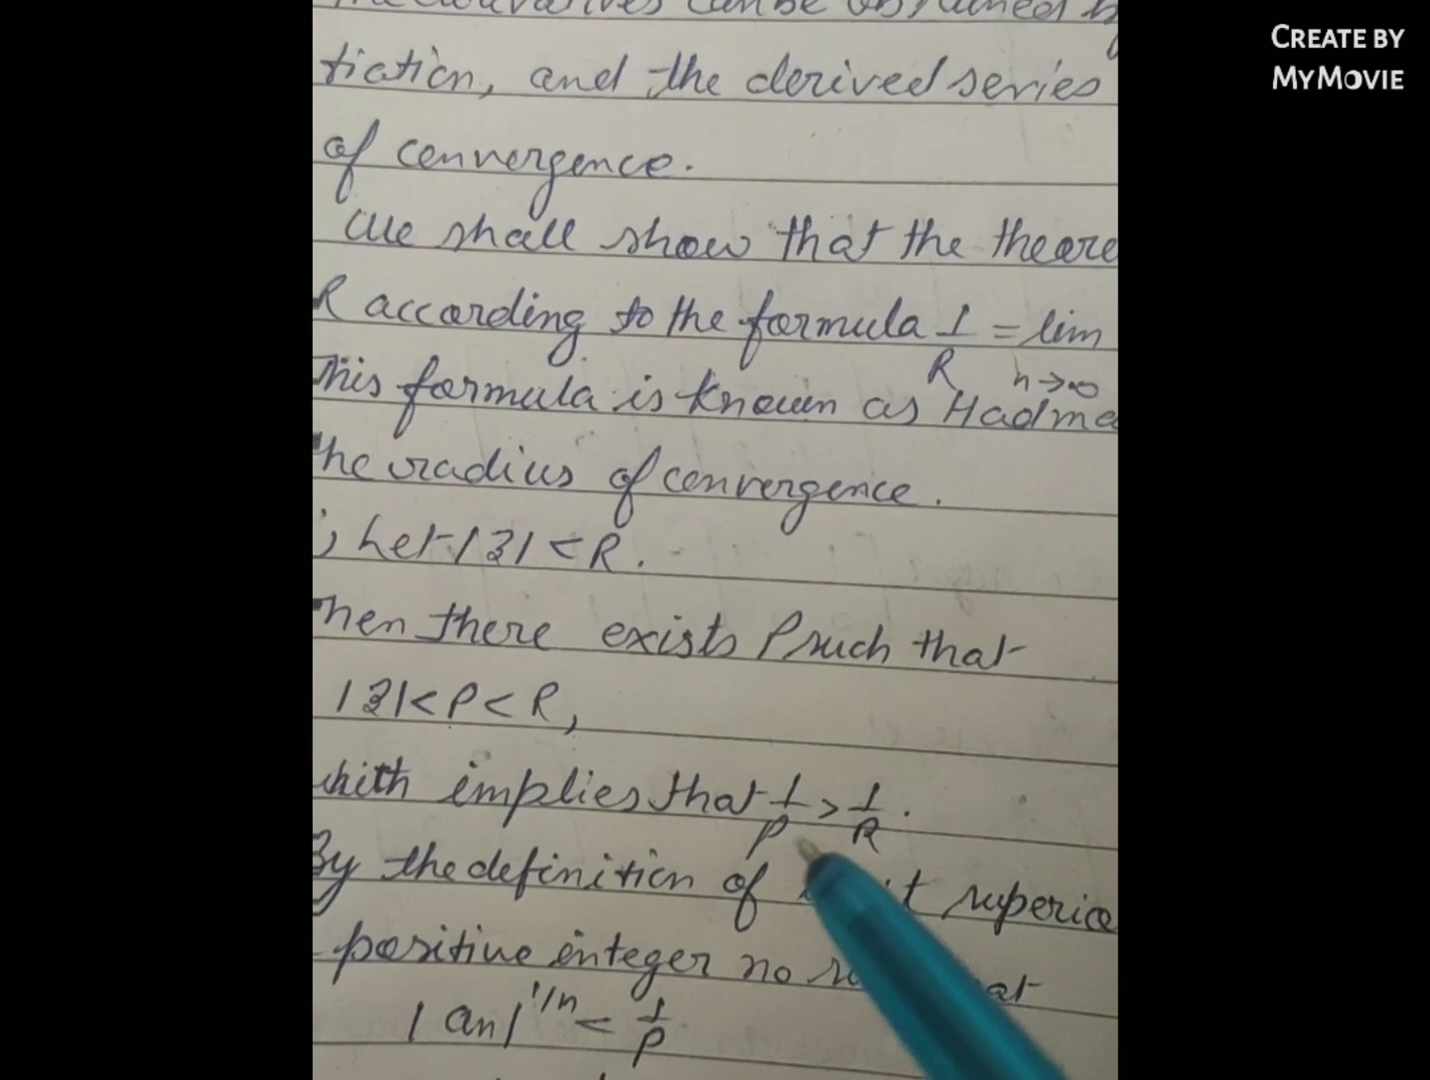 tiation, and the derived series
of convergence.
We shall show that the theore
R according to the formula 1/R = lim n→∞
This formula is known as Hadma
the radius of convergence.
; Let |z| < R.
Then there exists ρ such that
|z| < ρ < R,
with implies that 1/ρ > 1/R.
By the definition of superio
positive integer no
|an|^1/n < 1/ρ
CREATE BY
MYMOVIE